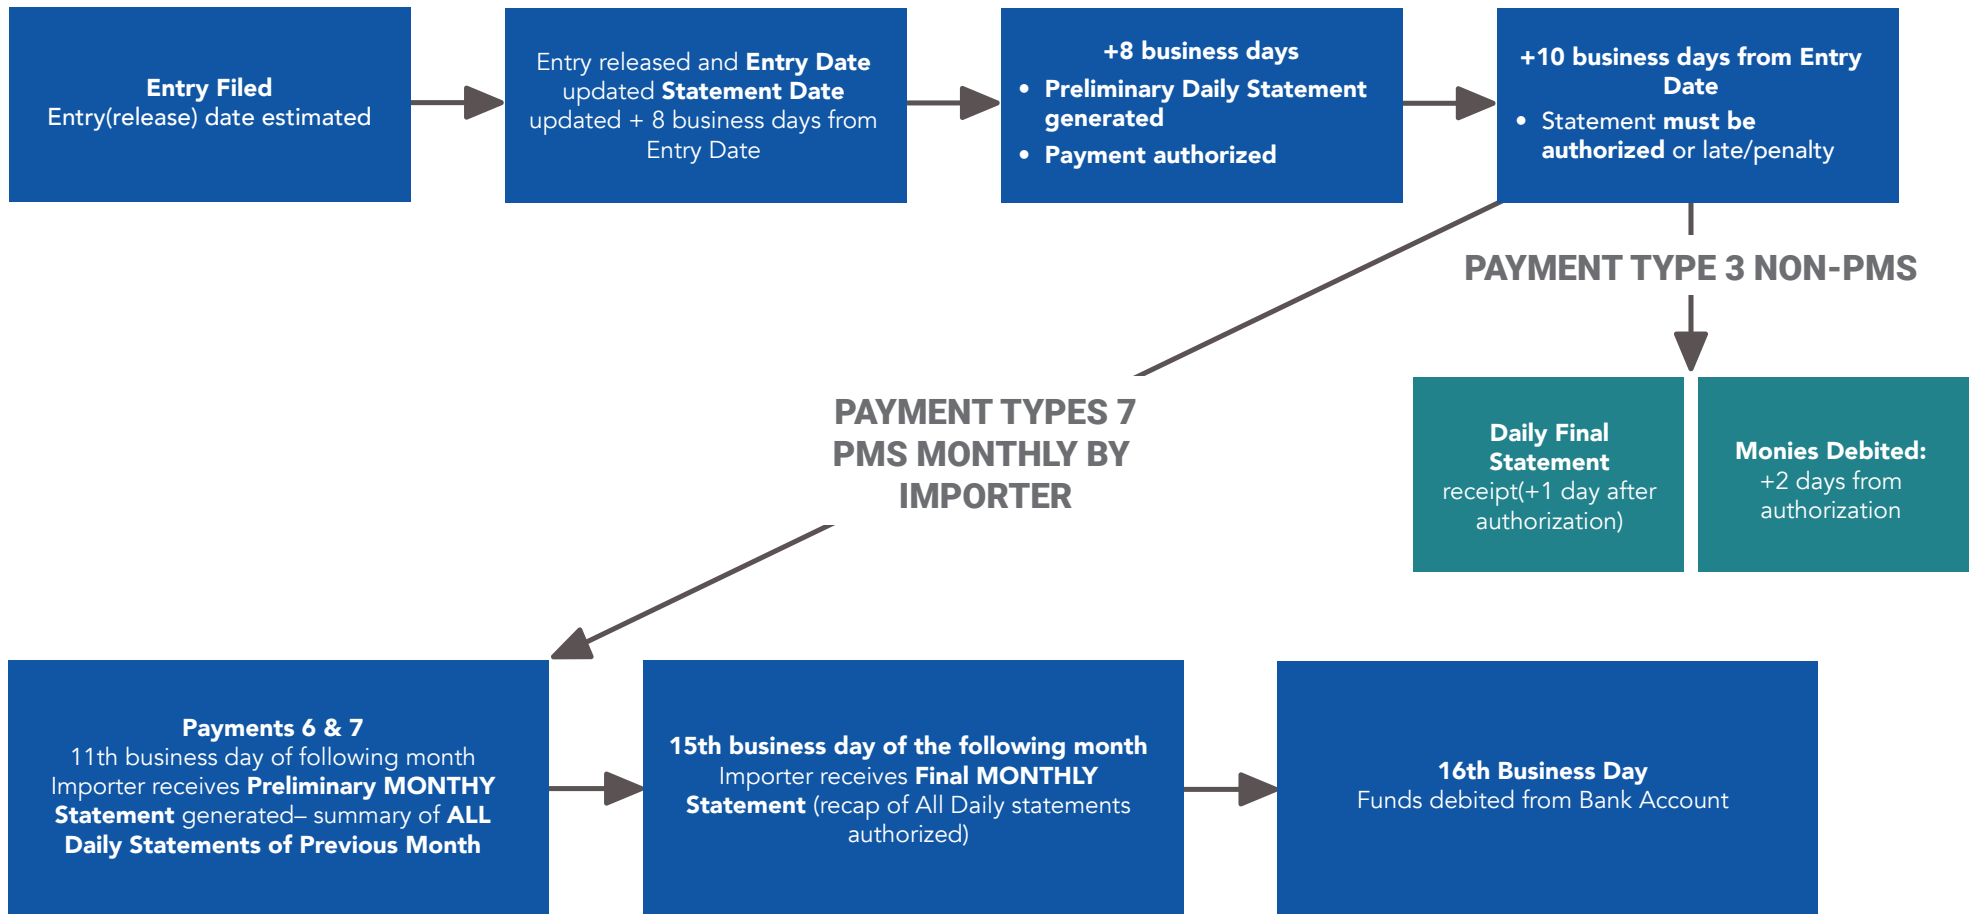 Entry Filed
Entry(release) date estimated
Entry released and Entry Date
updated Statement Date
updated + 8 business days from
Entry Date
+8 business days
• Preliminary Daily Statement
generated
• Payment authorized
+10 business days from Entry
Date
• Statement must be
authorized or late/penalty
PAYMENT TYPE 3 NON-PMS
PAYMENT TYPES 7
PMS MONTHLY BY
IMPORTER
Daily Final
Statement
receipt(+1 day after
authorization)
Monies Debited:
+2 days from
authorization
Payments 6 & 7
11th business day of following month
Importer receives Preliminary MONTHY
Statement generated– summary of ALL
Daily Statements of Previous Month
15th business day of the following month
Importer receives Final MONTHLY
Statement (recap of All Daily statements
authorized)
16th Business Day
Funds debited from Bank Account